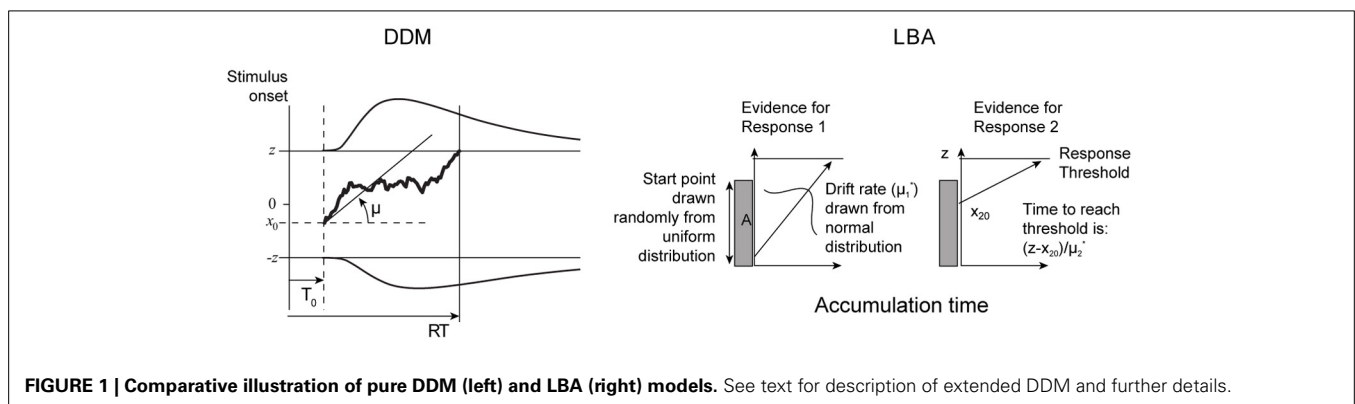 DDM
Stimulus
onset
z
0
x₀
-z
μ
T₀
RT
LBA
Evidence for
Response 1
Start point
drawn
randomly from
uniform
distribution
A
Drift rate (μ₁*)
drawn from
normal
distribution
Evidence for
Response 2
z
Response
Threshold
x₂₀
Time to reach
threshold is:
(z-x₂₀)/μ₂*
Accumulation time
FIGURE 1 | Comparative illustration of pure DDM (left) and LBA (right) models. See text for description of extended DDM and further details.